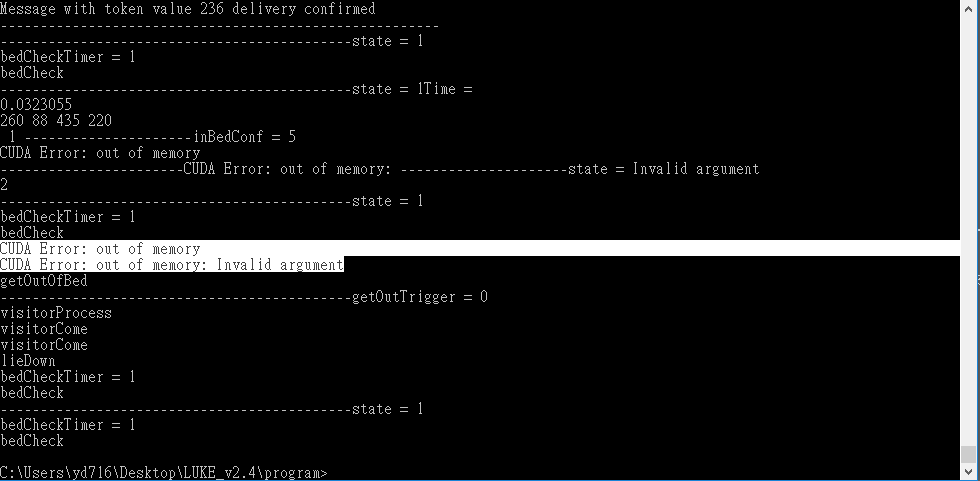 Message with token value 236 delivery confirmed
-------------------------------------------------------
--------------------------------------------state = 1
bedCheckTimer = 1
bedCheck
--------------------------------------------state = 1Time =
0.0323055
260 88 435 220
 1 ---------------------inBedConf = 5
CUDA Error: out of memory
-----------------------CUDA Error: out of memory: ---------------------state = Invalid argument
2
--------------------------------------------state = 1
bedCheckTimer = 1
bedCheck
CUDA Error: out of memory
CUDA Error: out of memory: Invalid argument
getOutOfBed
--------------------------------------------getOutTrigger = 0
visitorProcess
visitorCome
visitorCome
lieDown
bedCheckTimer = 1
bedCheck
--------------------------------------------state = 1
bedCheckTimer = 1
bedCheck
C:\Users\yd716\Desktop\LUKE_v2.4\program>